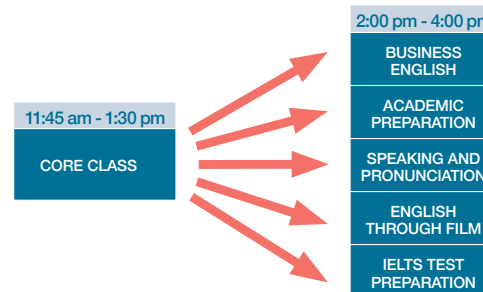 11:45 am - 1:30 pm
CORE CLASS
2:00 pm - 4:00 pm
BUSINESS
ENGLISH
ACADEMIC
PREPARATION
SPEAKING AND
PRONUNCIATION
ENGLISH
THROUGH FILM
IELTS TEST
PREPARATION